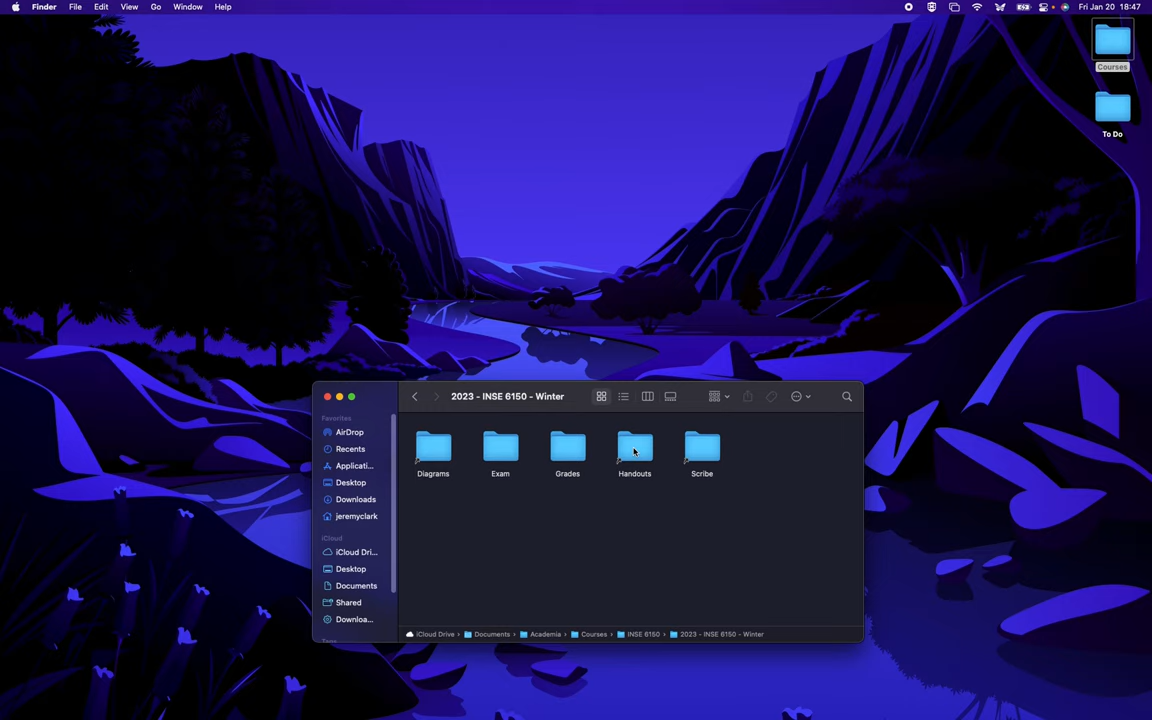 Finder File Edit View Go Window Help Fri Jan 20 18:47
Courses
To Do
2023 - INSE 6150 - Winter
Favorites
AirDrop
Recents
Applicati...
Desktop
Downloads
jeremyclark
iCloud
iCloud Dri...
Desktop
Documents
Shared
Downloa...
Tags
Diagrams Exam Grades Handouts Scribe
iCloud Drive › Documents › Academia › Courses › INSE 6150 › 2023 - INSE 6150 - Winter